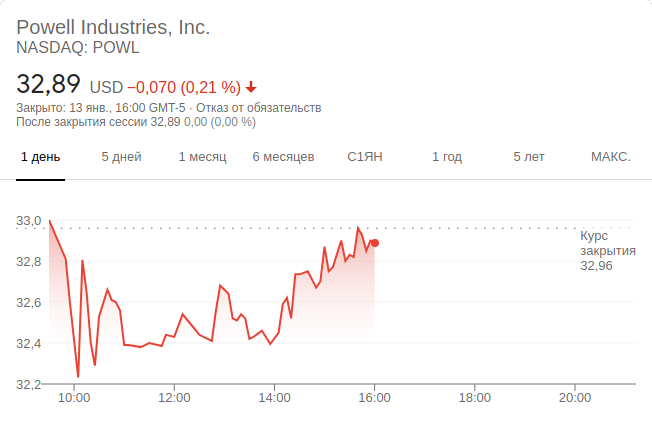 Powell Industries, Inc.
NASDAQ: POWL
32,89 USD −0,070 (0,21 %)
Закрыто: 13 янв., 16:00 GMT-5 · Отказ от обязательств
После закрытия сессии 32,89 0,00 (0,00 %)
1 день 5 дней 1 месяц 6 месяцев С1ЯН 1 год 5 лет МАКС.
33,0
Курс
закрытия
32,96
32,8
32,6
32,4
32,2
10:00 12:00 14:00 16:00 18:00 20:00